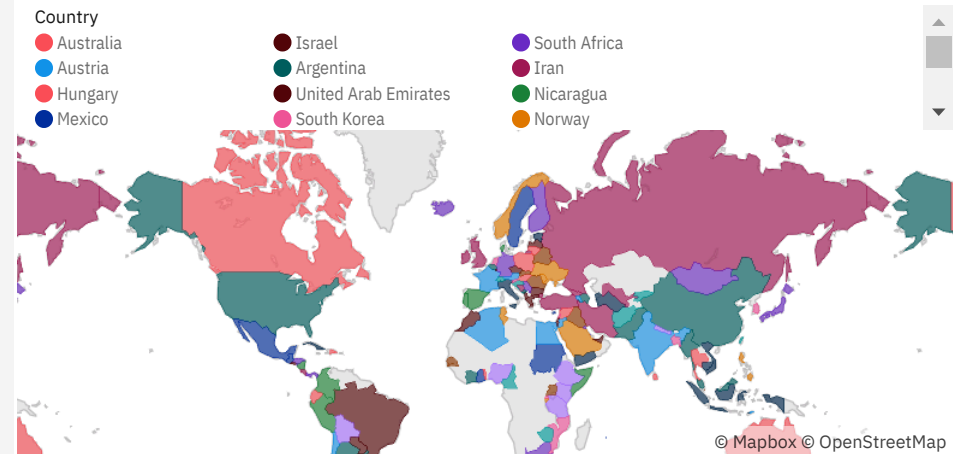 Country
Australia
Israel
South Africa
Austria
Argentina
Iran
Hungary
United Arab Emirates
Nicaragua
Mexico
South Korea
Norway
© Mapbox © OpenStreetMap